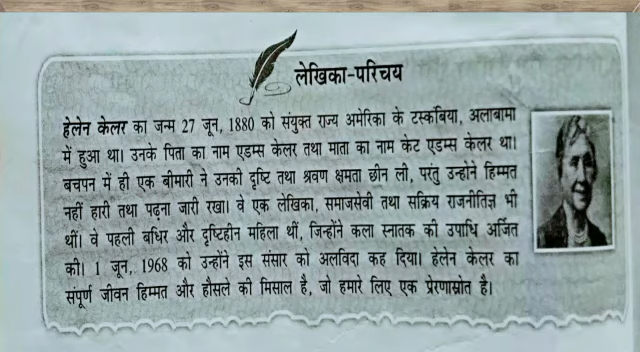 लेखिका-परिचय
हेलेन केलर का जन्म 27 जून, 1880 को संयुक्त राज्य अमेरिका के टस्कंबिया, अलाबामा
में हुआ था। उनके पिता का नाम एडम्स केलर तथा माता का नाम केट एडम्स केलर था।
बचपन में ही एक बीमारी ने उनकी दृष्टि तथा श्रवण क्षमता छीन ली, परंतु उन्होंने हिम्मत
नहीं हारी तथा पढ़ना जारी रखा। वे एक लेखिका, समाजसेवी तथा सक्रिय राजनीतिज्ञ भी
थीं। वे पहली बधिर और दृष्टिहीन महिला थीं, जिन्होंने कला स्नातक की उपाधि अर्जित
की। 1 जून, 1968 को उन्होंने इस संसार को अलविदा कह दिया। हेलेन केलर का
संपूर्ण जीवन हिम्मत और हौसले की मिसाल है, जो हमारे लिए एक प्रेरणास्रोत है।